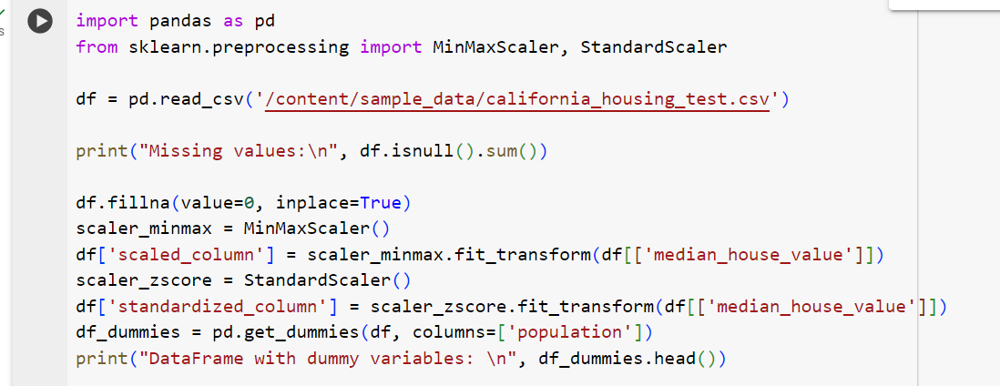 import pandas as pd
from sklearn.preprocessing import MinMaxScaler, StandardScaler
df = pd.read_csv('/content/sample_data/california_housing_test.csv')
print("Missing values:\n", df.isnull().sum())
df.fillna(value=0, inplace=True)
scaler_minmax = MinMaxScaler()
df['scaled_column'] = scaler_minmax.fit_transform(df[['median_house_value']])
scaler_zscore = StandardScaler()
df['standardized_column'] = scaler_zscore.fit_transform(df[['median_house_value']])
df_dummies = pd.get_dummies(df, columns=['population'])
print("DataFrame with dummy variables: \n", df_dummies.head())